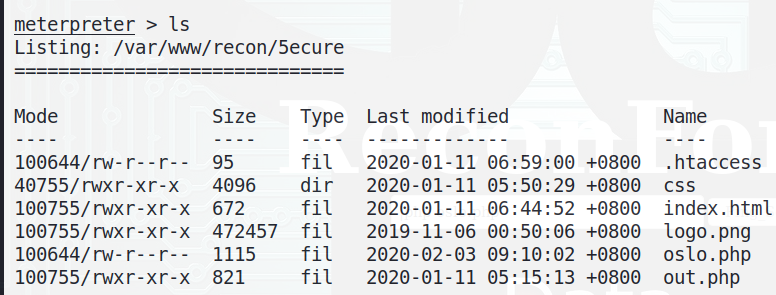 meterpreter > ls
Listing: /var/www/recon/5ecure
==============================
Mode Size Type Last modified Name
---- ---- ---- ------------- ----
100644/rw-r--r-- 95 fil 2020-01-11 06:59:00 +0800 .htaccess
40755/rwxr-xr-x 4096 dir 2020-01-11 05:50:29 +0800 css
100755/rwxr-xr-x 672 fil 2020-01-11 06:44:52 +0800 index.html
100755/rwxr-xr-x 472457 fil 2019-11-06 00:50:06 +0800 logo.png
100644/rw-r--r-- 1115 fil 2020-02-03 09:10:02 +0800 oslo.php
100755/rwxr-xr-x 821 fil 2020-01-11 05:15:13 +0800 out.php